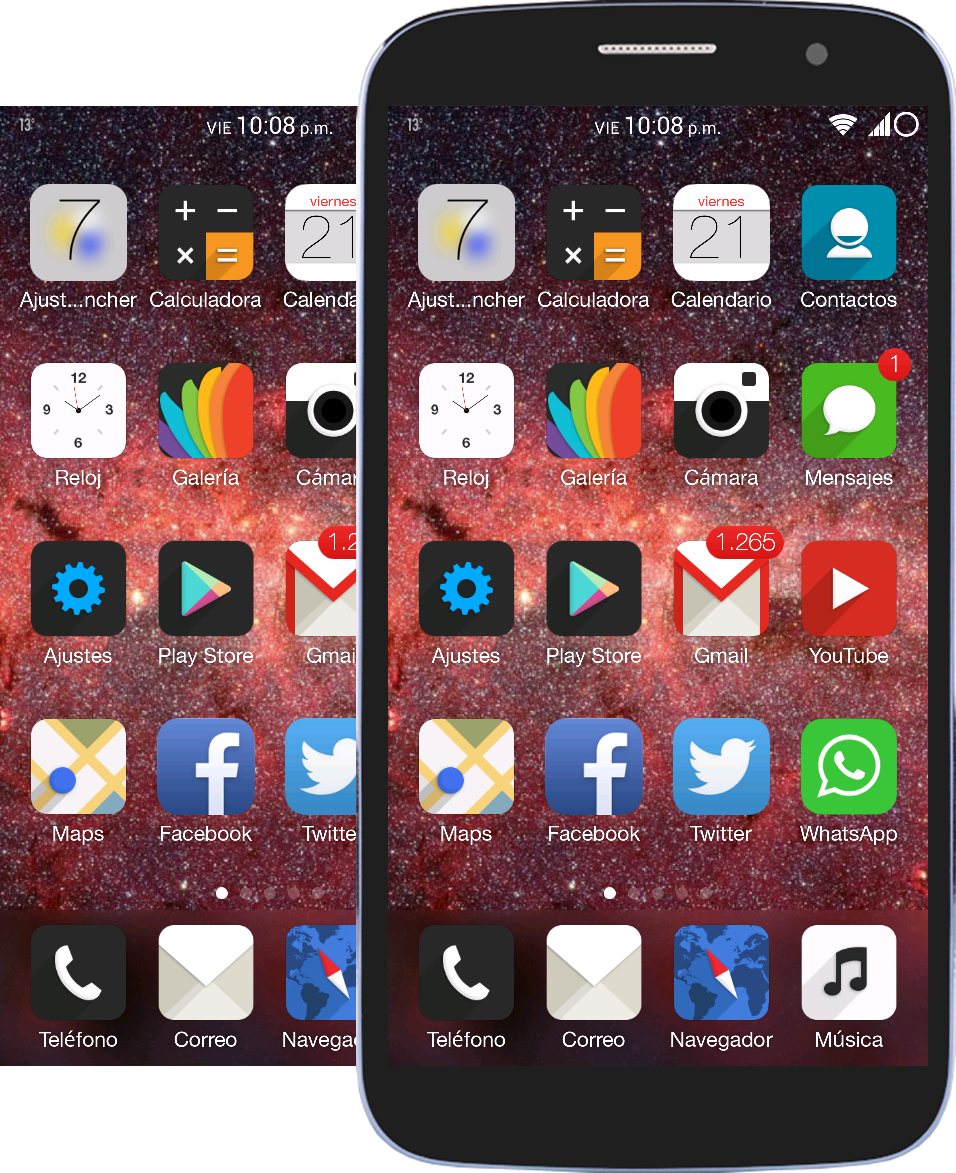 13° VIE 10:08 p.m.
13° VIE 10:08 p.m.
7
viernes
21
7
viernes
21
Ajust...ncher Calculadora Calenda
Ajust...ncher Calculadora Calendario Contactos
12
9 3
6
12
9 3
6
1
Reloj Galería Cámar
Reloj Galería Cámara Mensajes
1.2
1.265
Ajustes Play Store Gmai
Ajustes Play Store Gmail YouTube
f
f
Maps Facebook Twitte
Maps Facebook Twitter WhatsApp
Teléfono Correo Navegad
Teléfono Correo Navegador Música